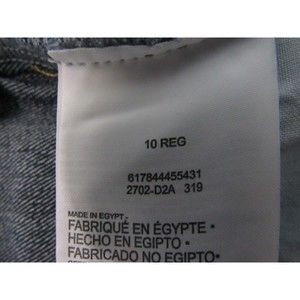 10 REG
617844455431
2702-D2A 319
MADE IN EGYPT •
FABRIQUÉ EN ÉGYPTE •
HECHO EN EGIPTO •
FABRICADO NO EGIPTO •